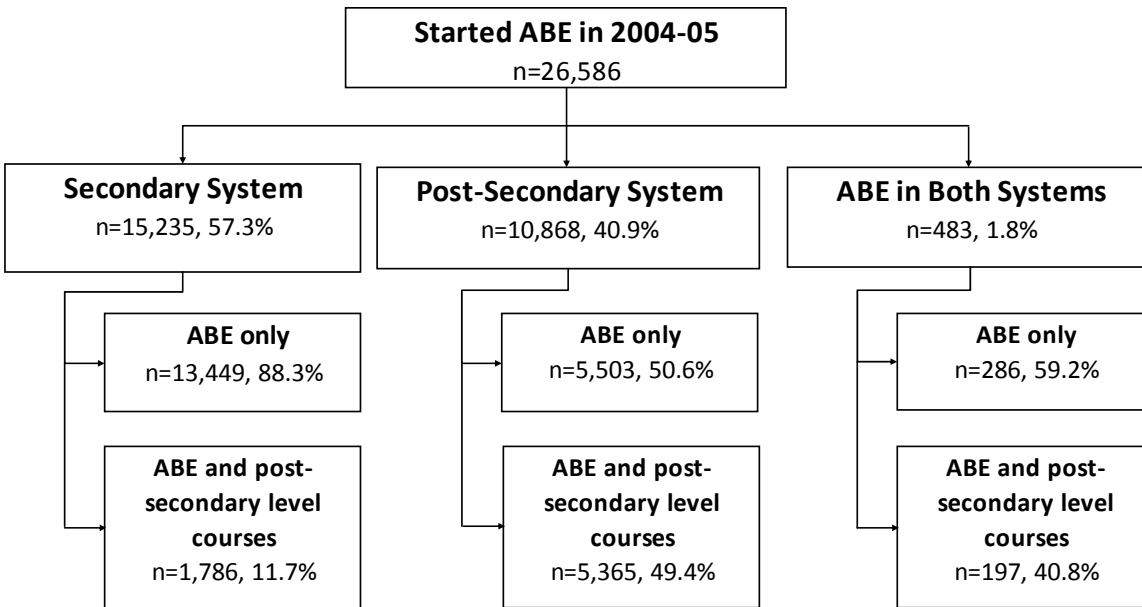 Started ABE in 2004-05
n=26,586
Secondary System
n=15,235, 57.3%
Post-Secondary System
n=10,868, 40.9%
ABE in Both Systems
n=483, 1.8%
ABE only
n=13,449, 88.3%
ABE only
n=5,503, 50.6%
ABE only
n=286, 59.2%
ABE and post-
secondary level
courses
n=1,786, 11.7%
ABE and post-
secondary level
courses
n=5,365, 49.4%
ABE and post-
secondary level
courses
n=197, 40.8%